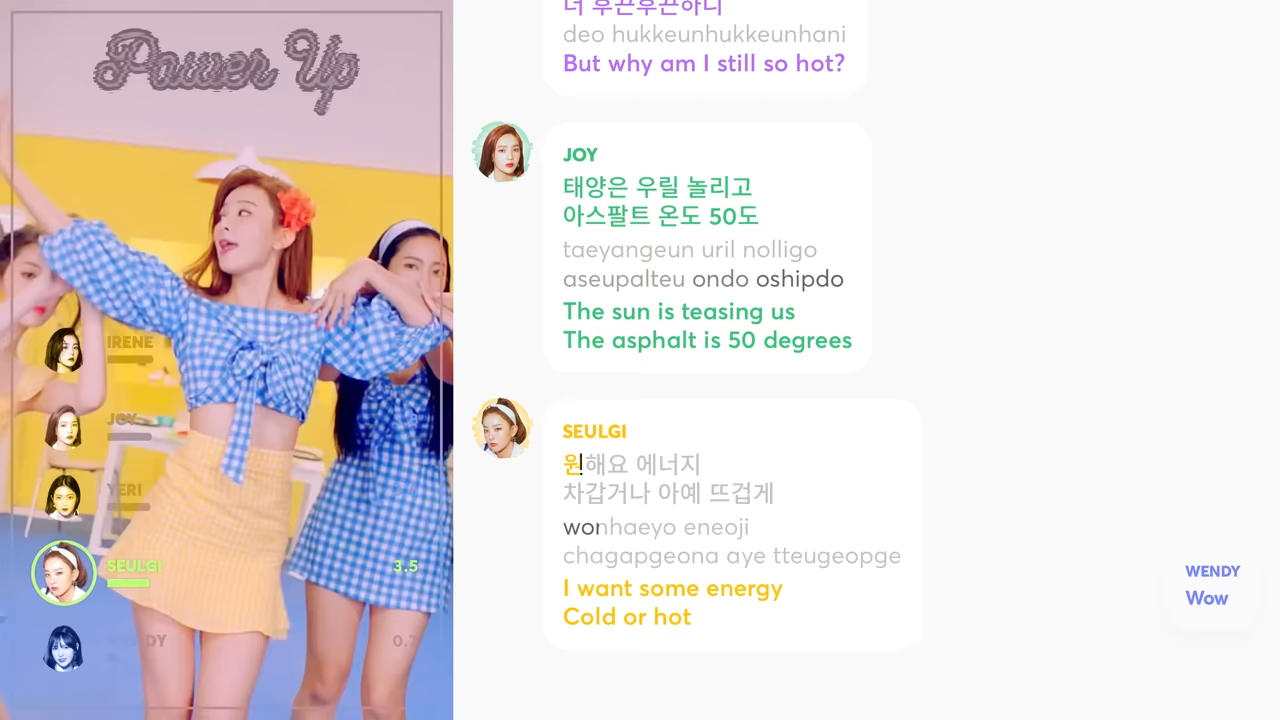 Power Up
IRENE
JOY
YERI
SEULGI
3.5
DY
더 후끈후끈하니
deo hukkeunhukkeunhani
But why am I still so hot?
JOY
태양은 우릴 놀리고
아스팔트 온도 50도
taeyangeun uril nolligo
aseupalteu ondo oshipdo
The sun is teasing us
The asphalt is 50 degrees
SEULGI
원해요 에너지
차갑거나 아예 뜨겁게
wonhaeyo eneoji
chagapgeona aye tteugeopge
I want some energy
Cold or hot
WENDY
Wow